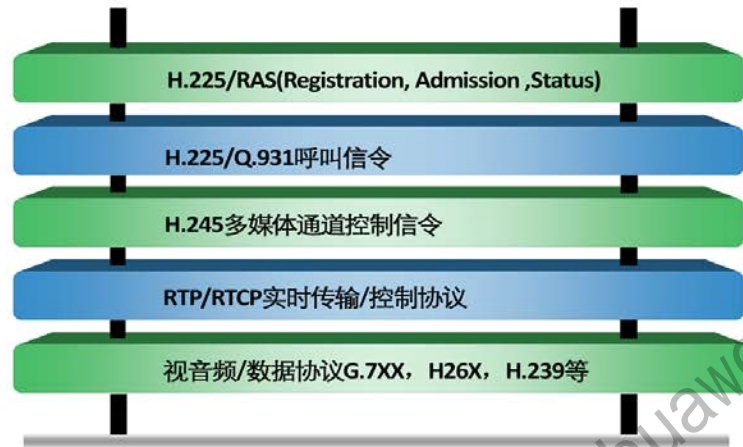 H.225/RAS(Registration, Admission ,Status)
H.225/Q.931呼叫信令
H.245多媒体通道控制信令
RTP/RTCP实时传输/控制协议
视音频/数据协议G.7XX，H26X，H.239等
huawe